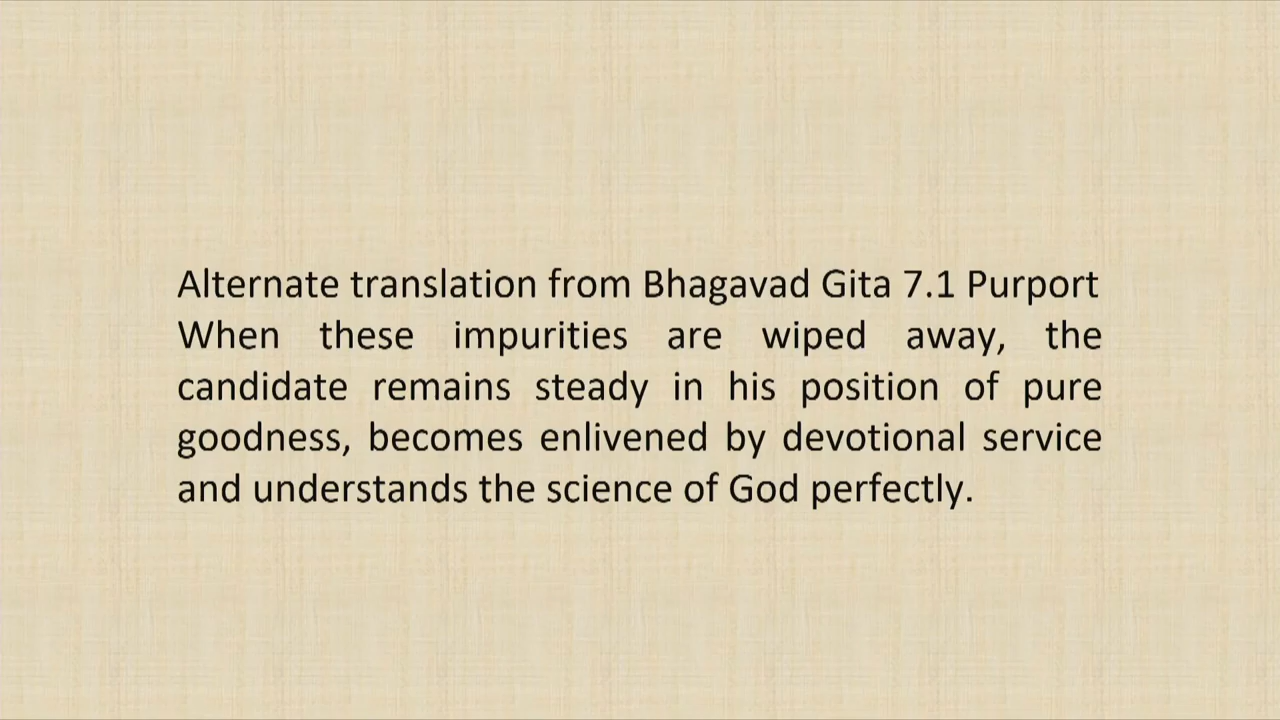 Alternate translation from Bhagavad Gita 7.1 Purport
When these impurities are wiped away, the
candidate remains steady in his position of pure
goodness, becomes enlivened by devotional service
and understands the science of God perfectly.